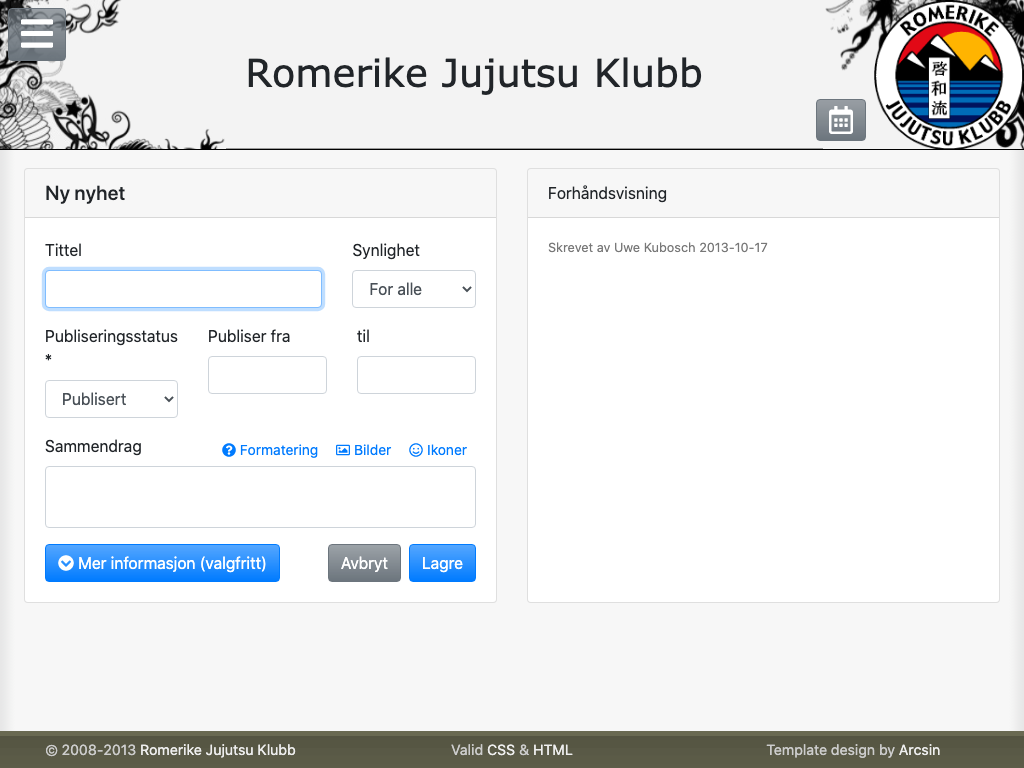 Romerike Jujutsu Klubb
ROMERIKE
啓和流
JUJUTSU KLUBB
Ny nyhet
Tittel
Synlighet
For alle
Publiseringsstatus
*
Publiser fra
til
Publisert
Sammendrag
Formatering Bilder Ikoner
Mer informasjon (valgfritt) Avbryt Lagre
Forhåndsvisning
Skrevet av Uwe Kubosch 2013-10-17
© 2008-2013 Romerike Jujutsu Klubb
Valid CSS & HTML
Template design by Arcsin